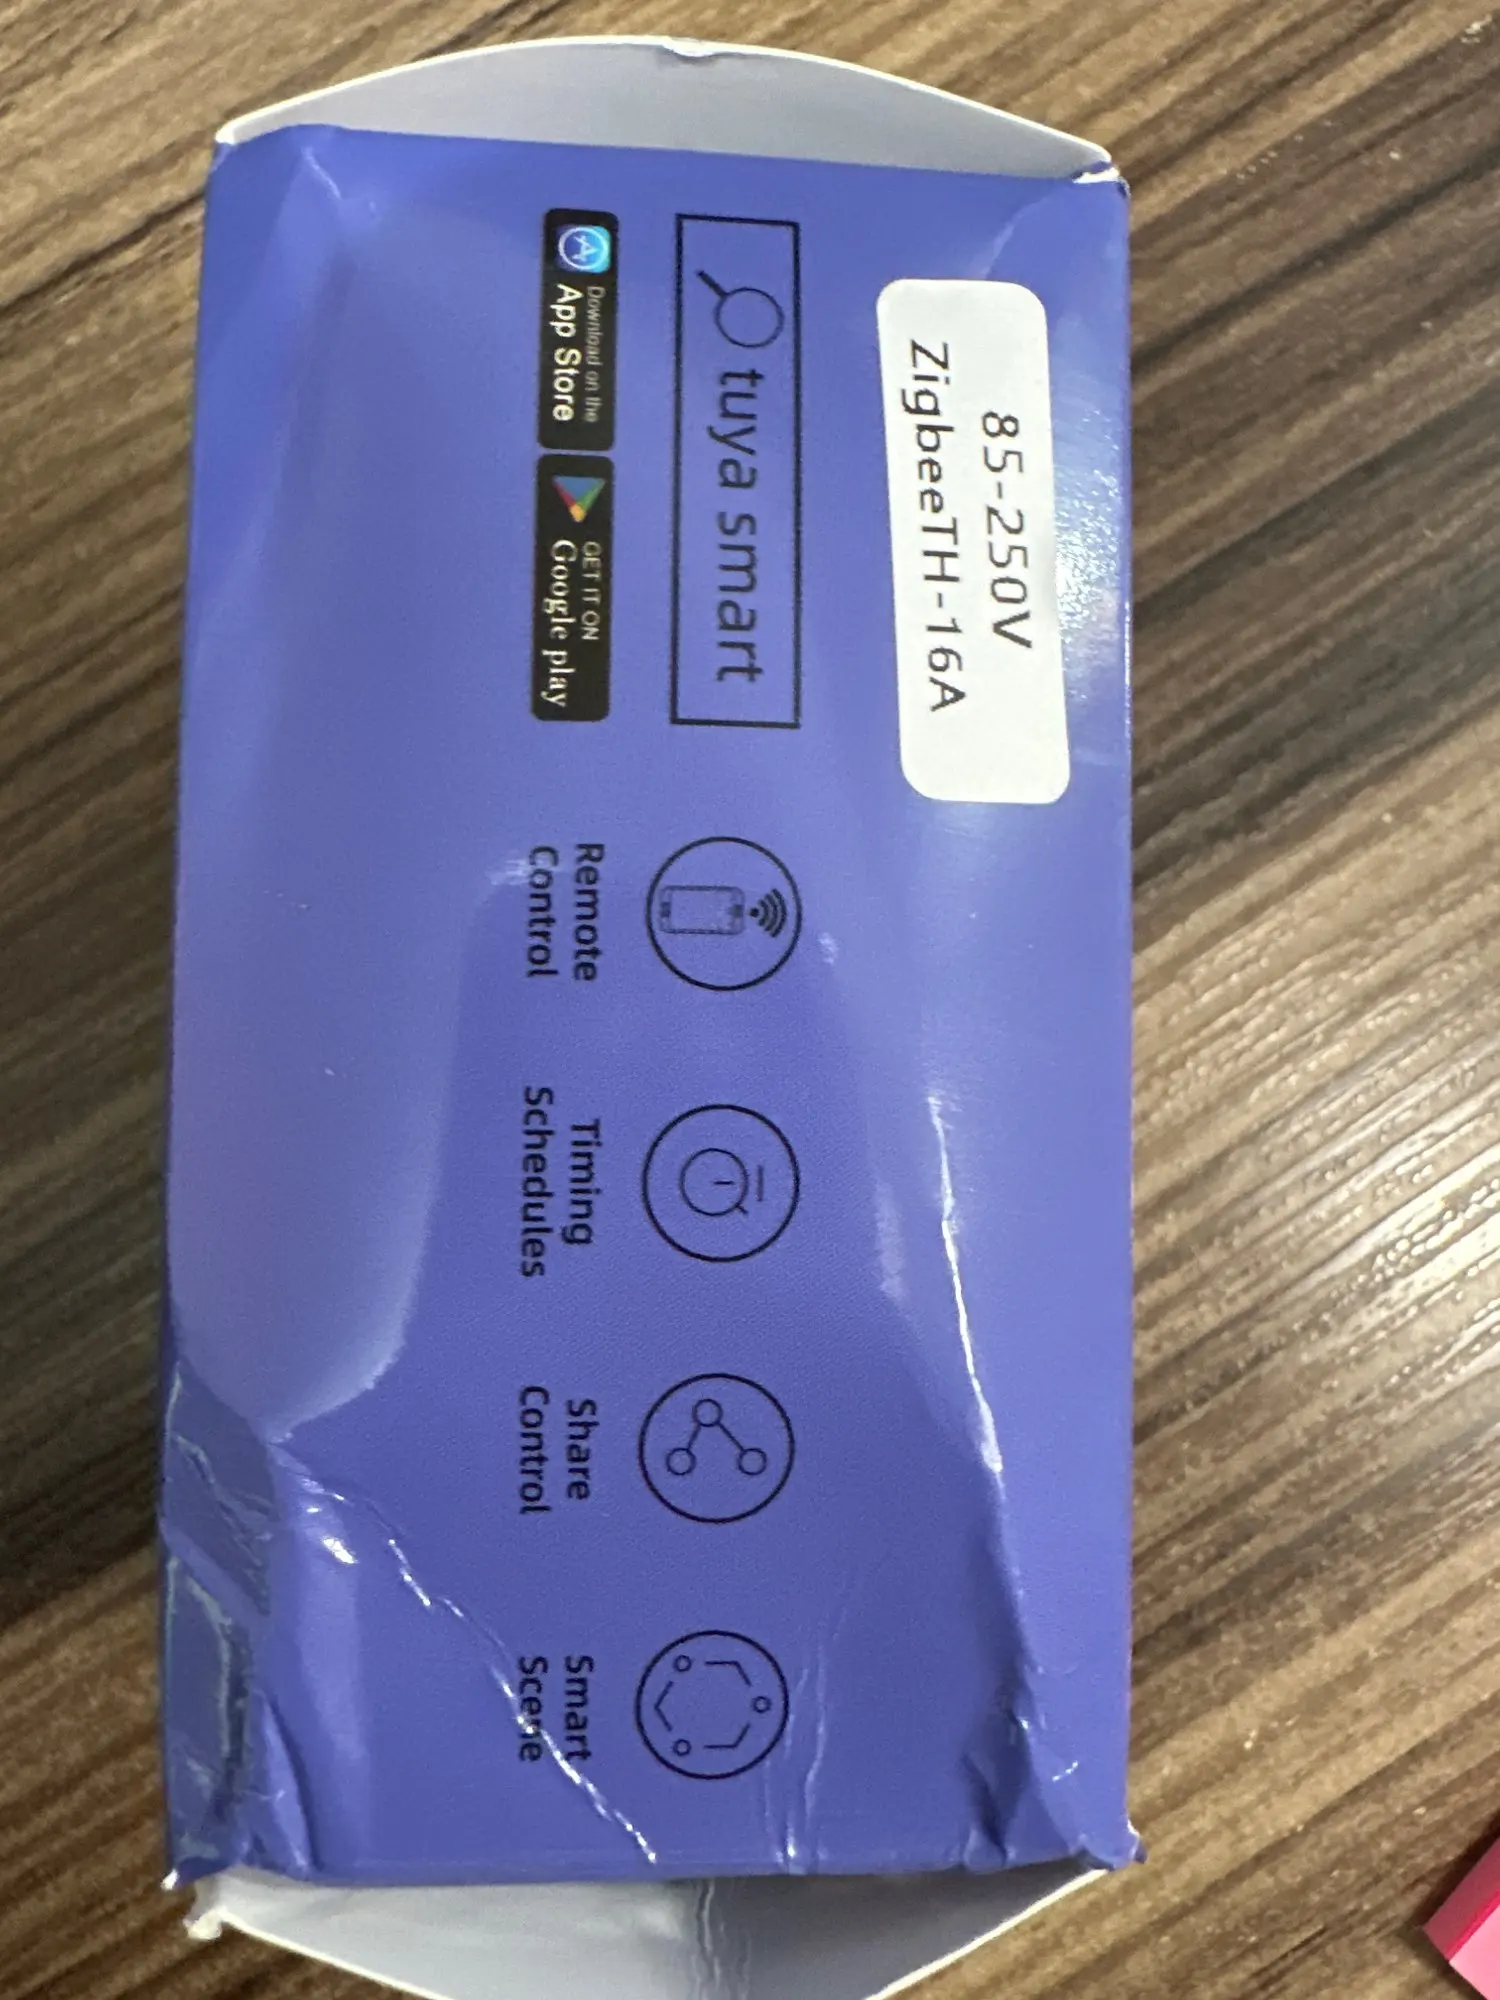 85-250V
ZigbeeTH-16A
tuya smart
Download on the
App Store
GET IT ON
Google play
Remote
Control
Timing
Schedules
Share
Control
Smart
Scene